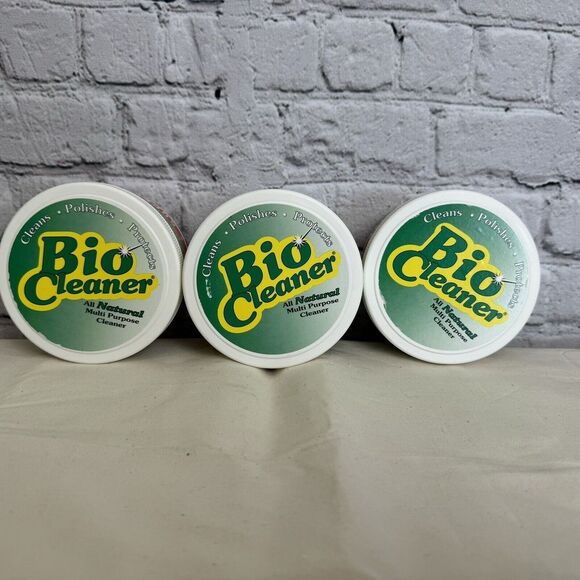 Cleans • Polishes • Protects
Bio
Cleaner®
All Natural
Multi Purpose
Cleaner
Cleans • Polishes • Protects
Bio
Cleaner®
All Natural
Multi Purpose
Cleaner
Cleans • Polishes • Protects
Bio
Cleaner®
All Natural
Multi Purpose
Cleaner